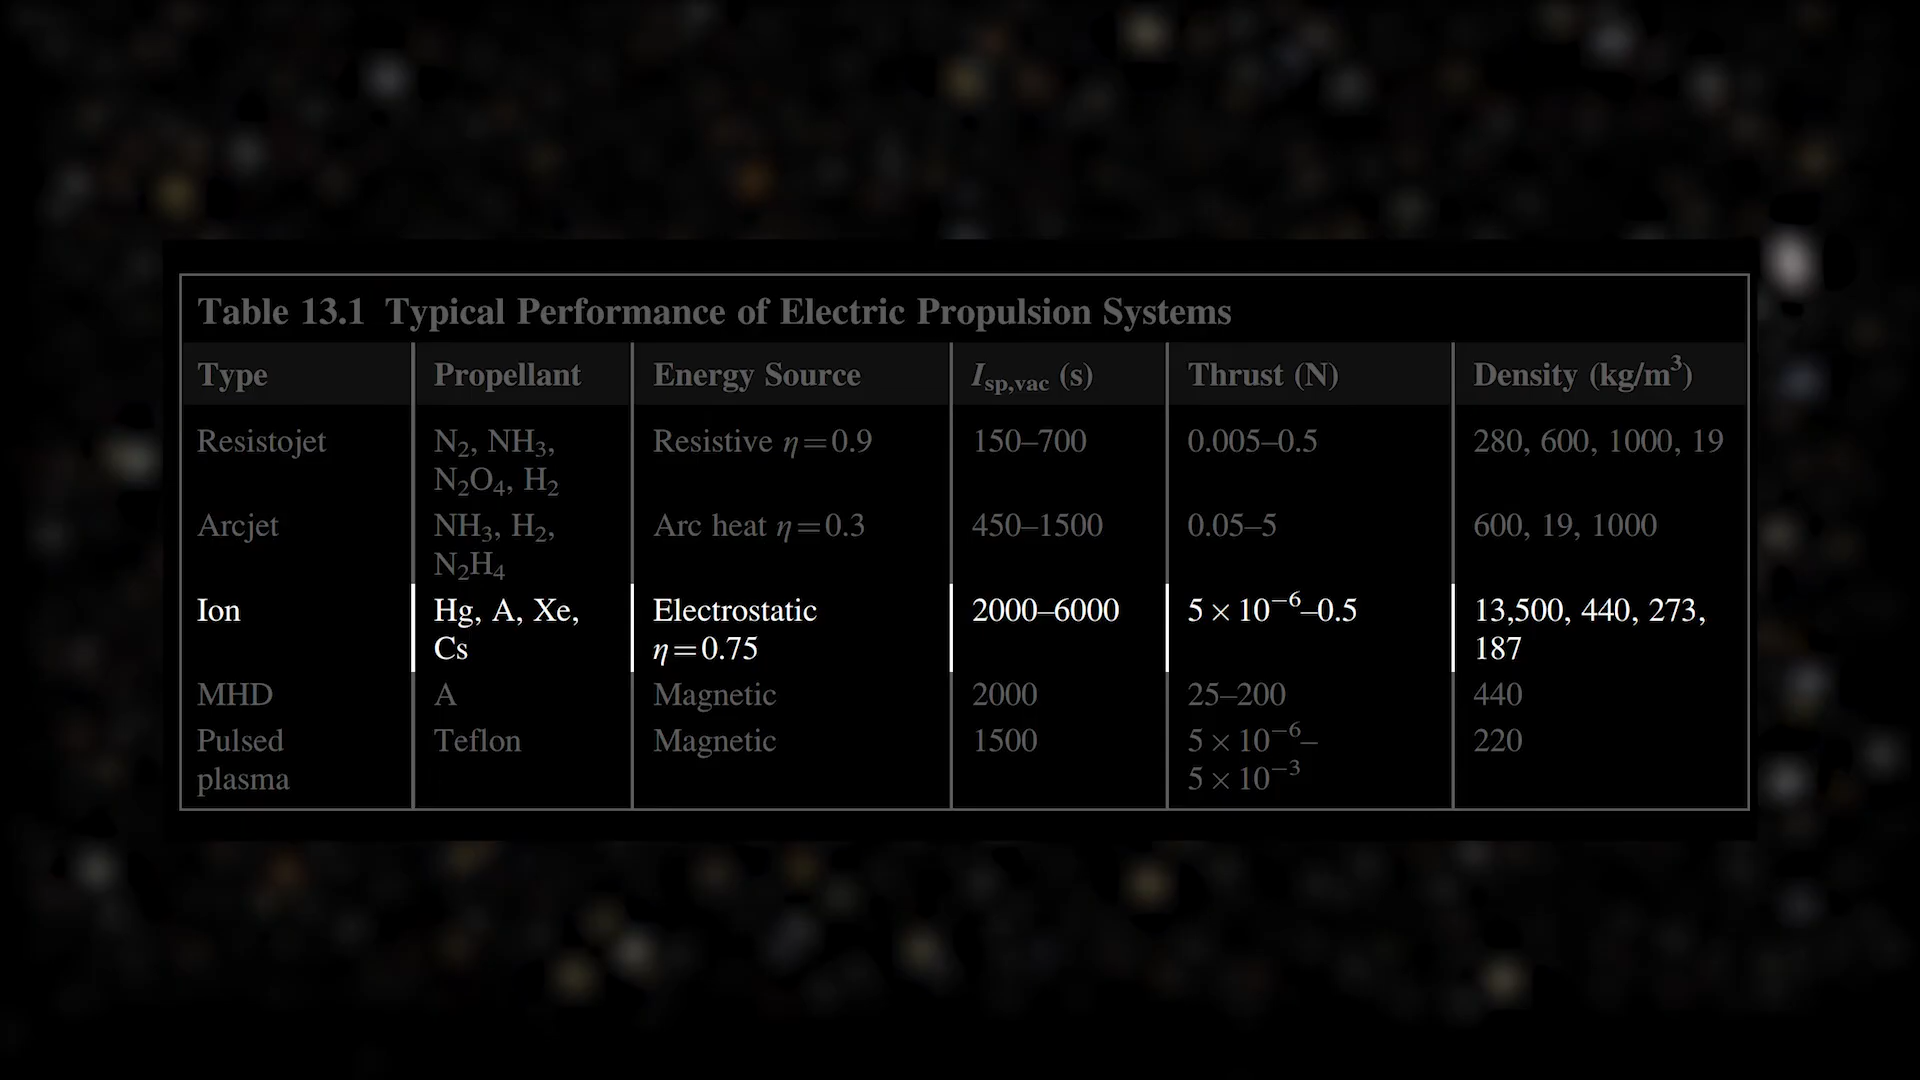 Table 13.1 Typical Performance of Electric Propulsion Systems
Type Propellant Energy Source I_sp,vac (s) Thrust (N) Density (kg/m³)
Resistojet N₂, NH₃, Resistive η=0.9 150–700 0.005–0.5 280, 600, 1000, 19
N₂O₄, H₂
Arcjet NH₃, H₂, Arc heat η=0.3 450–1500 0.05–5 600, 19, 1000
N₂H₄
Ion Hg, A, Xe, Electrostatic 2000–6000 5×10⁻⁶–0.5 13,500, 440, 273,
Cs η=0.75 187
MHD A Magnetic 2000 25–200 440
Pulsed Teflon Magnetic 1500 5×10⁻⁶– 220
plasma 5×10⁻³